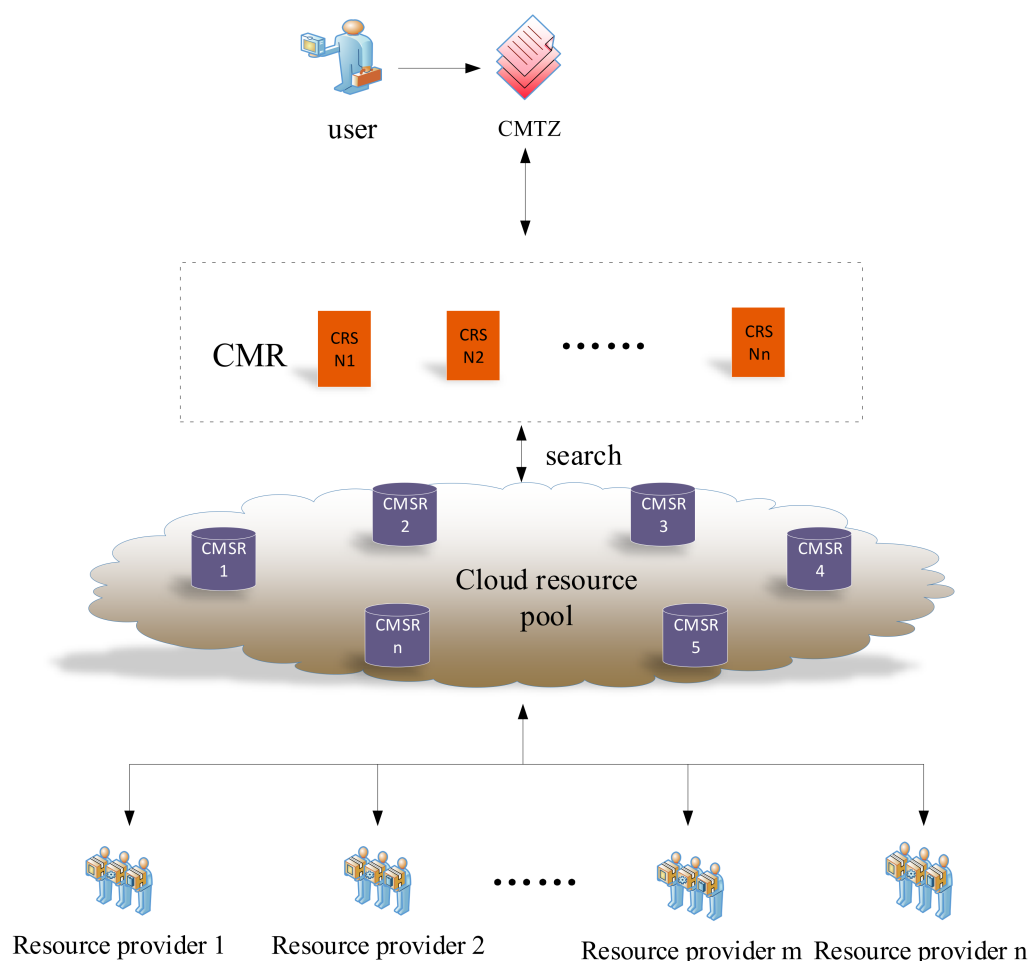 user
CMTZ
CMR
CRS
N1
CRS
N2
......
CRS
Nn
search
CMSR
1
CMSR
2
CMSR
3
CMSR
4
Cloud resource
pool
CMSR
n
CMSR
5
......
Resource provider 1
Resource provider 2
Resource provider m
Resource provider n